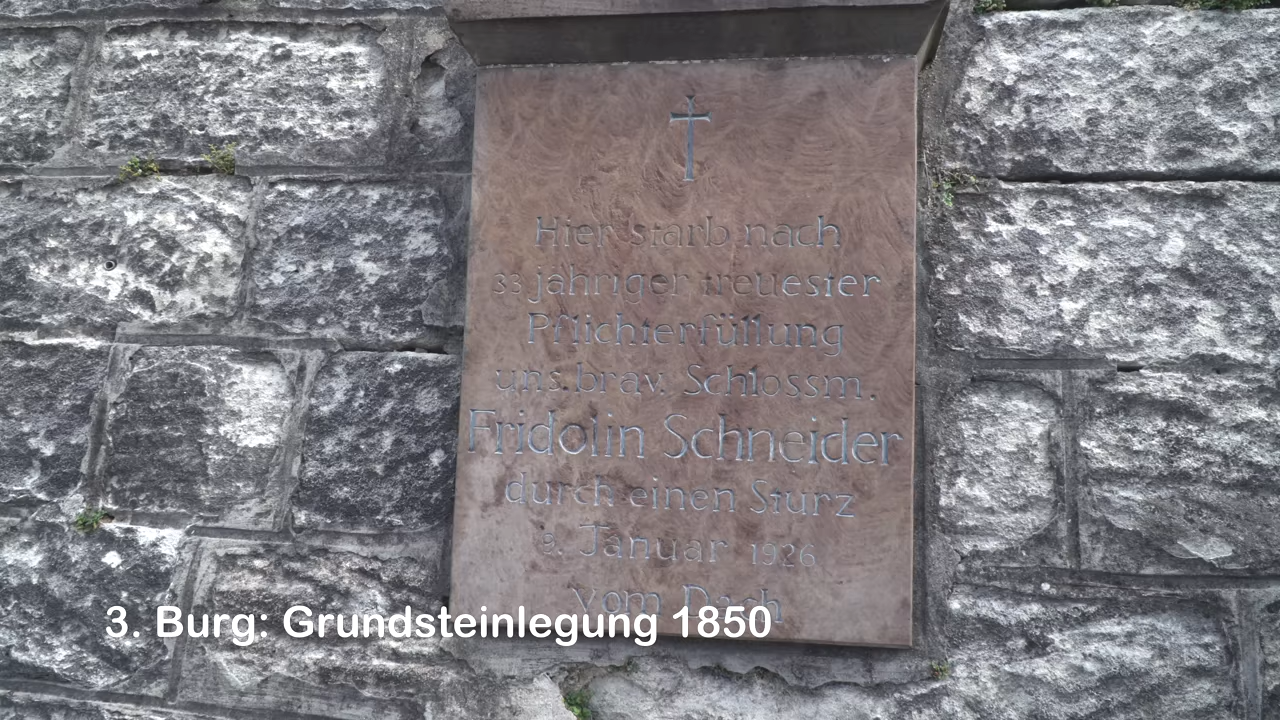 Hier starb nach
33 jähriger treuester
Pflichterfüllung
uns. brav. Schlossm.
Fridolin Schneider
durch einen Sturz
9. Januar 1926
vom Dach
3. Burg: Grundsteinlegung 1850